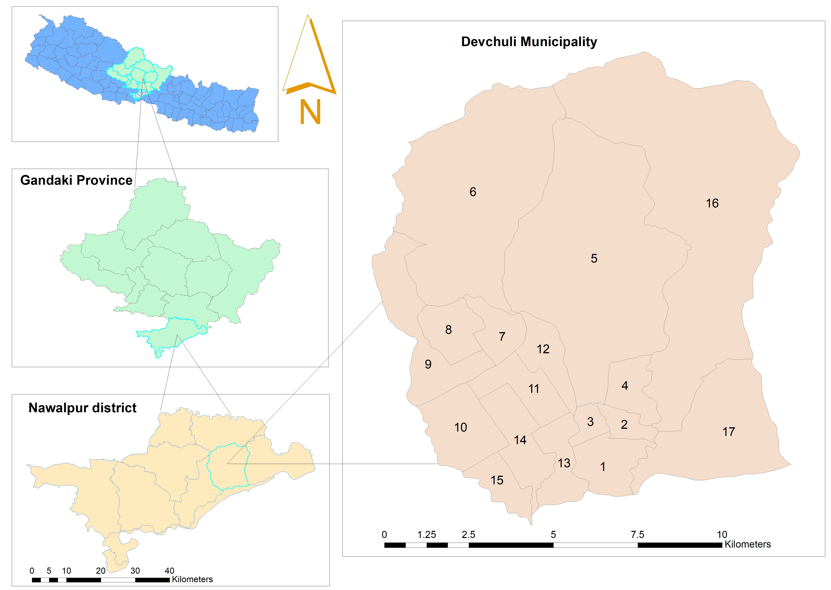 N
Gandaki Province
Nawalpur district
0 5 10 20 30 40
Kilometers
Devchuli Municipality
6
16
5
8
7
12
9
4
11
3
2
10
17
14
13
1
15
0 1.25 2.5 5 7.5 10
Kilometers